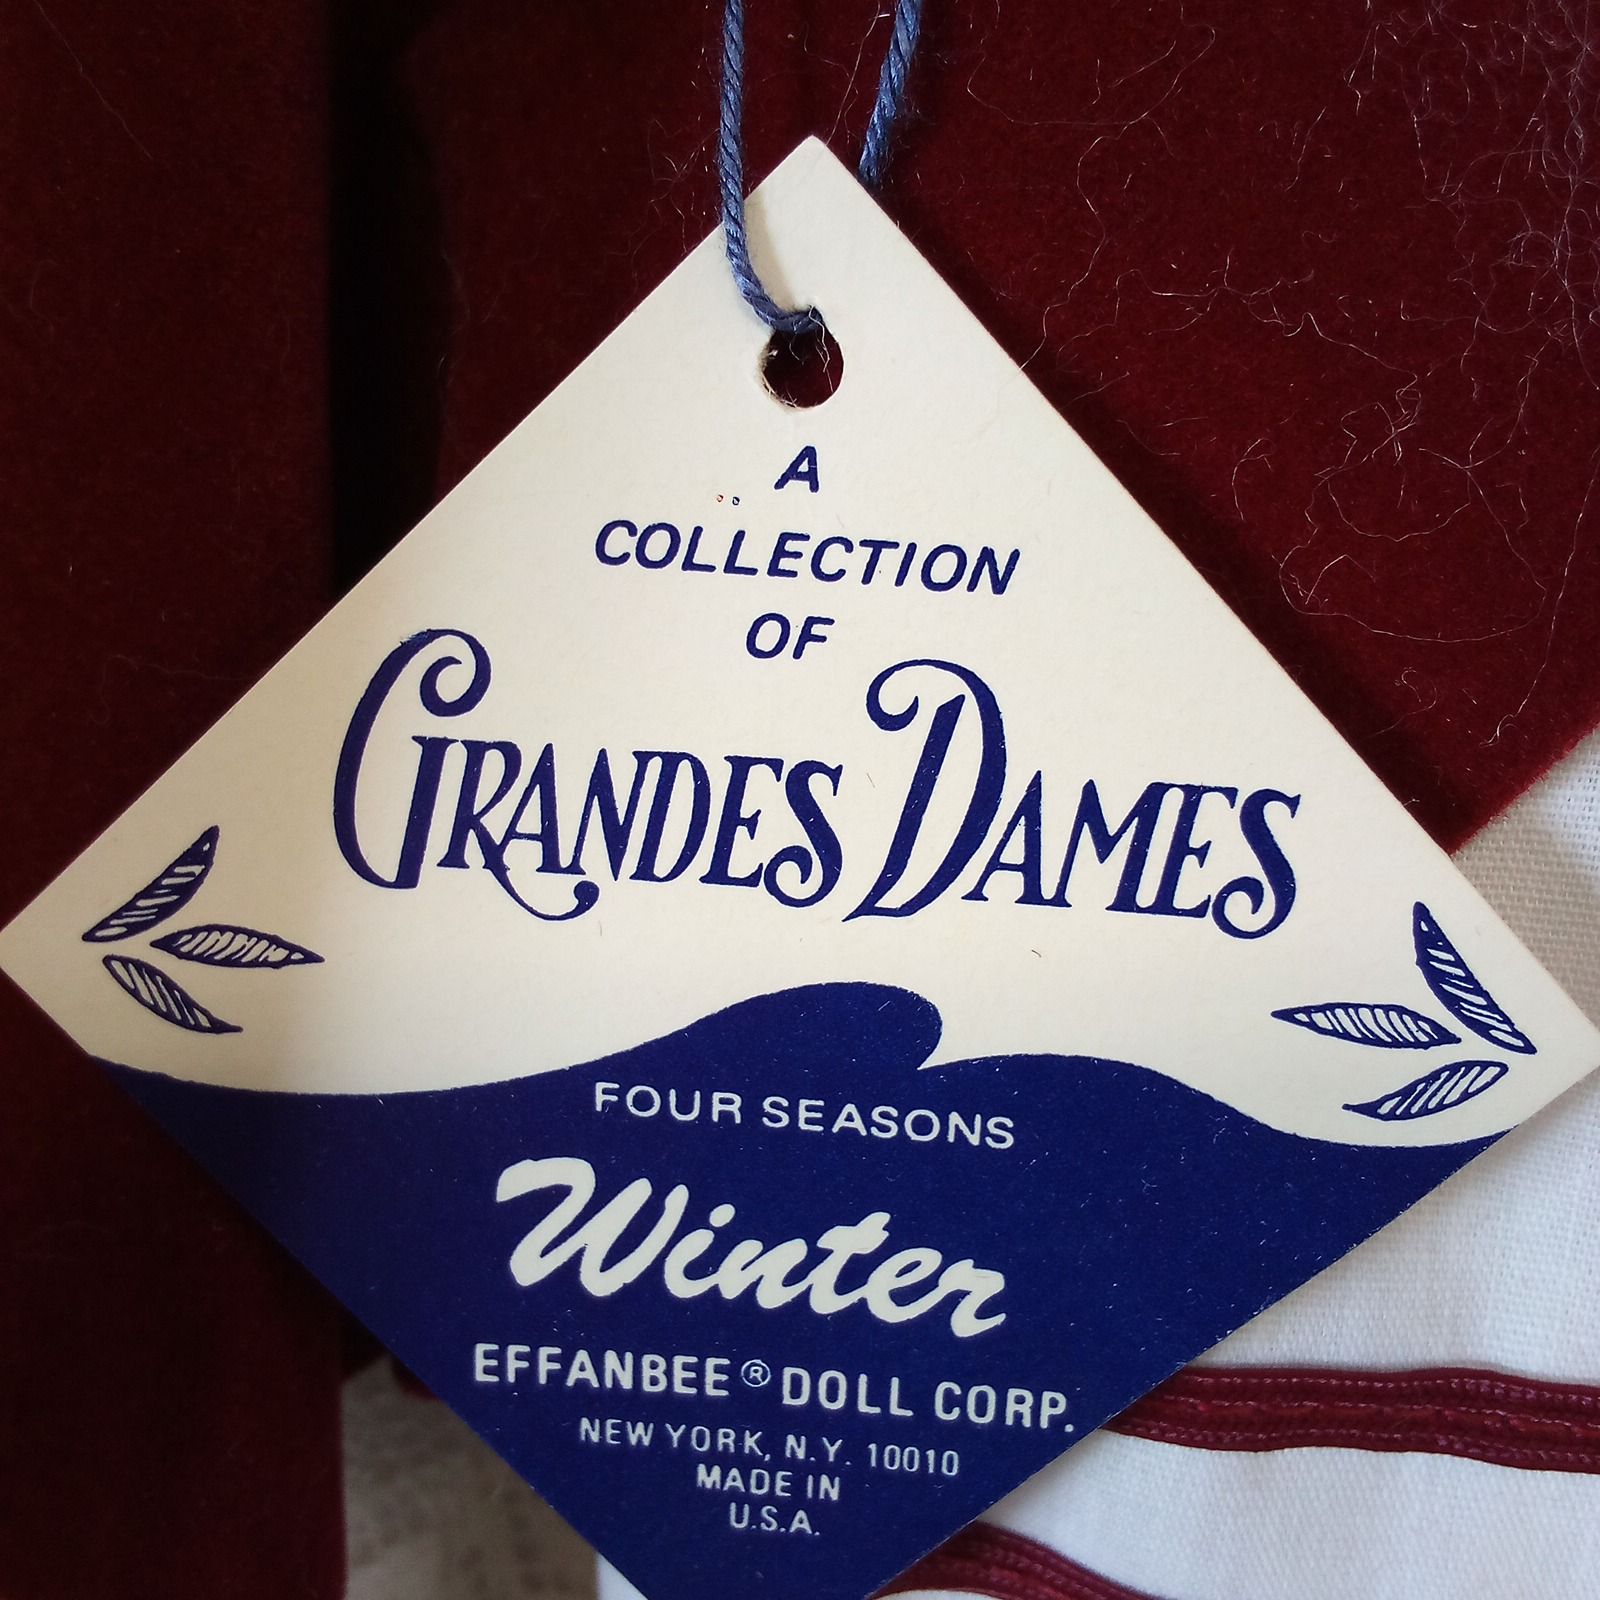 A
COLLECTION
OF
GRANDES DAMES
FOUR SEASONS
Winter
EFFANBEE® DOLL CORP.
NEW YORK, N.Y. 10010
MADE IN
U.S.A.